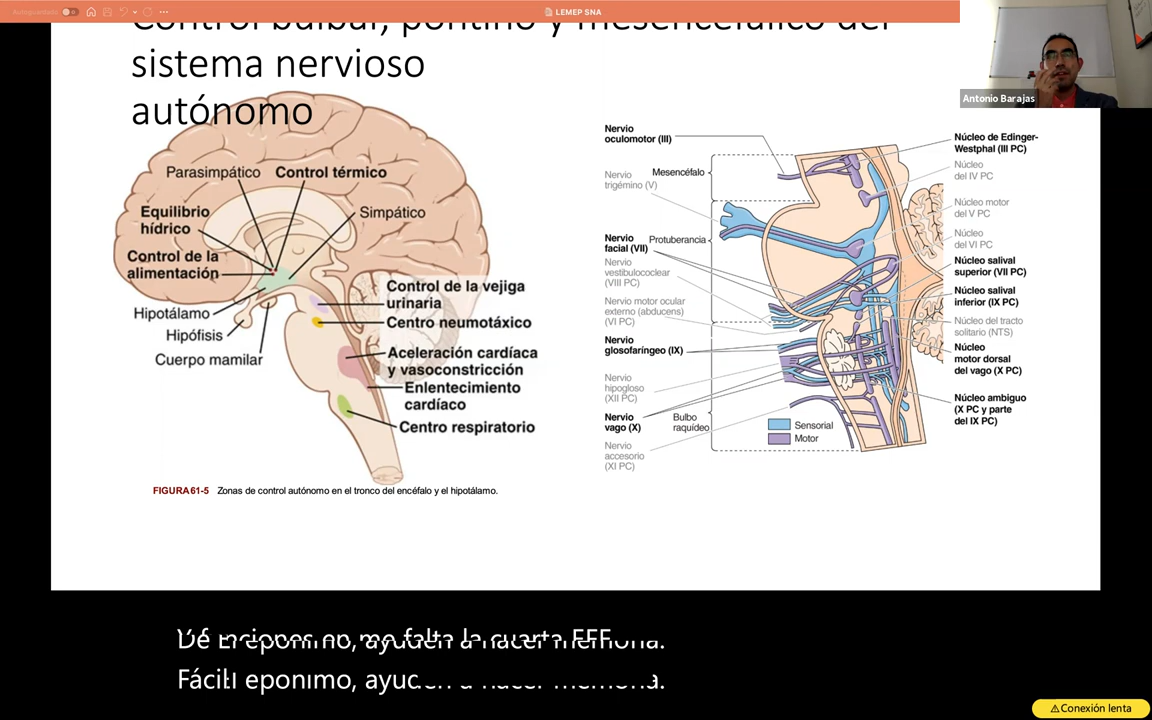 Autoguardado
LEMEP SNA
Control bulbar, pontino y mesencefálico del
sistema nervioso
autónomo
Antonio Barajas
Parasimpático
Control térmico
Equilibrio
hídrico
Simpático
Control de la
alimentación
Hipotálamo
Hipófisis
Cuerpo mamilar
Control de la vejiga
urinaria
Centro neumotáxico
Aceleración cardíaca
y vasoconstricción
Enlentecimiento
cardíaco
Centro respiratorio
FIGURA 61-5 Zonas de control autónomo en el tronco del encéfalo y el hipotálamo.
Nervio
oculomotor (III)
Mesencéfalo
Nervio
trigémino (V)
Nervio
facial (VII)
Protuberancia
Nervio
vestibulococlear
(VIII PC)
Nervio motor ocular
externo (abducens)
(VI PC)
Nervio
glosofaríngeo (IX)
Nervio
hipogloso
(XII PC)
Nervio
vago (X)
Bulbo
raquídeo
Nervio
accesorio
(XI PC)
Sensorial
Motor
Núcleo de Edinger-
Westphal (III PC)
Núcleo
del IV PC
Núcleo motor
del V PC
Núcleo
del VI PC
Núcleo salival
superior (VII PC)
Núcleo salival
inferior (IX PC)
Núcleo del tracto
solitario (NTS)
Núcleo
motor dorsal
del vago (X PC)
Núcleo ambiguo
(X PC y parte
del IX PC)
Conexión lenta